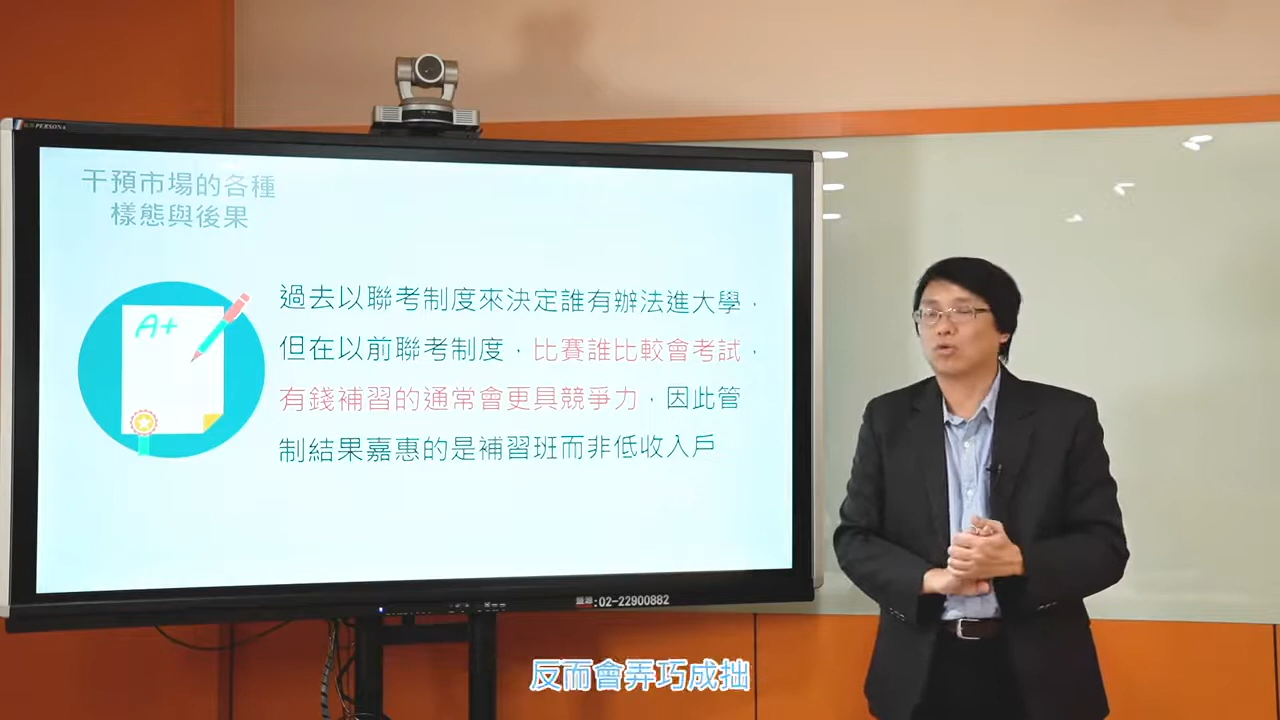 PERSONA
干預市場的各種
樣態與後果
A+
過去以聯考制度來決定誰有辦法進大學，
但在以前聯考制度，比賽誰比較會考試，
有錢補習的通常會更具競爭力，因此管
制結果嘉惠的是補習班而非低收入戶
:02-22900882
反而會弄巧成拙